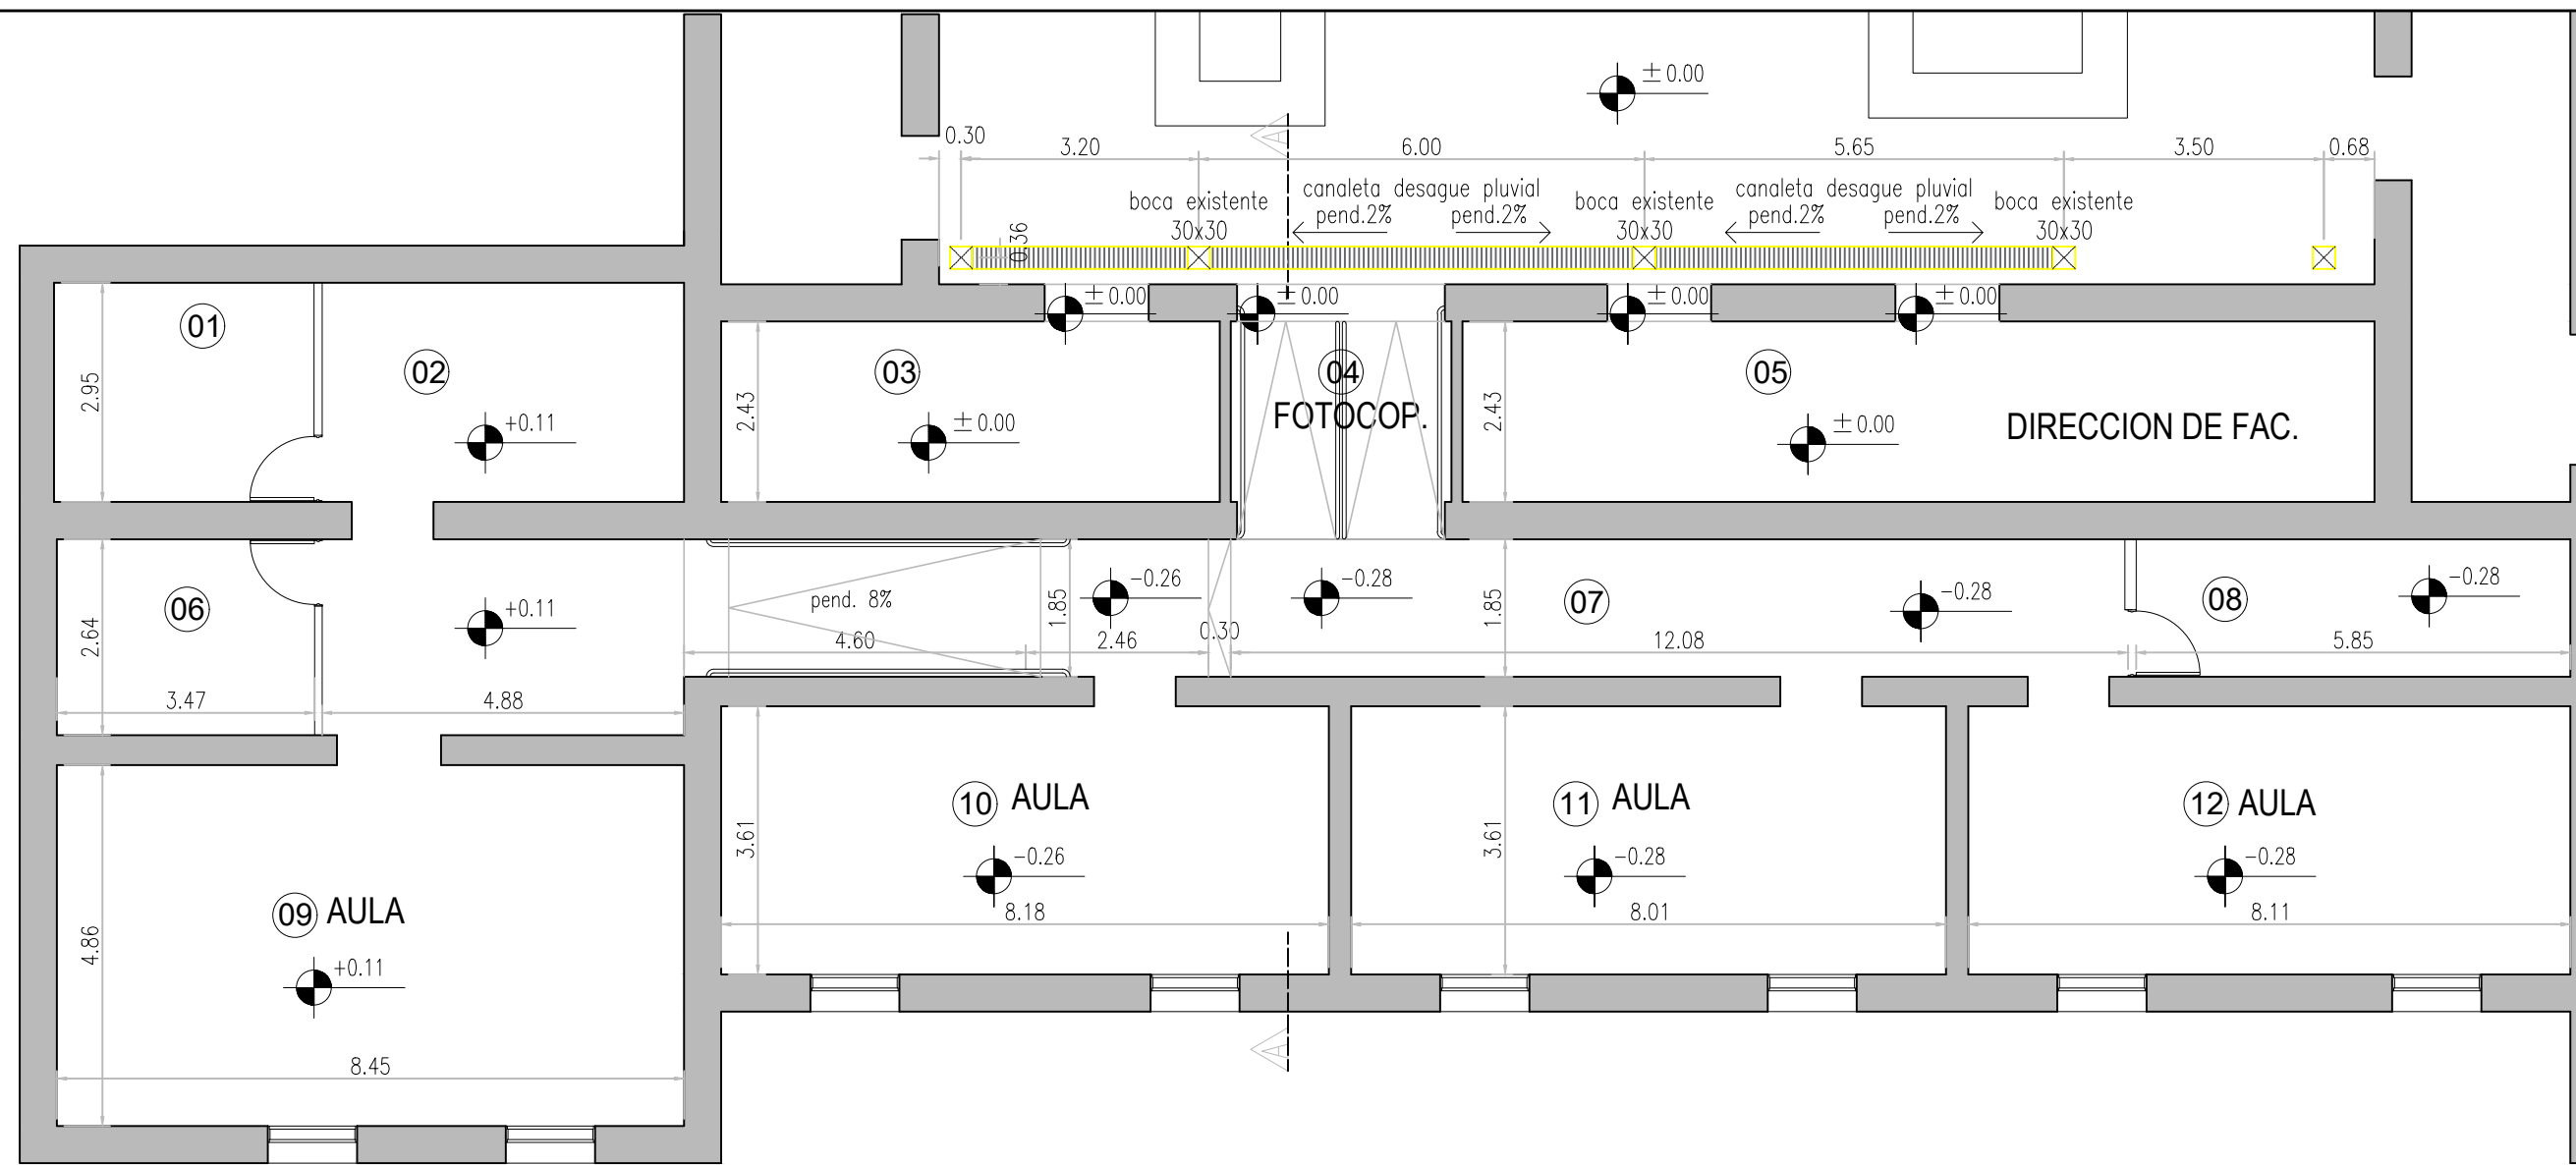 ± 0.00
0.30
3.20
6.00
5.65
3.50
0.68
A
boca existente
30x30
canaleta desague pluvial
pend.2% pend.2%
boca existente
30x30
canaleta desague pluvial
pend.2% pend.2%
boca existente
30x30
0.36
± 0.00
± 0.00
± 0.00
± 0.00
01
02
03
04
FOTOCOP.
05
DIRECCION DE FAC.
2.95
+0.11
2.43
± 0.00
2.43
± 0.00
06
2.64
+0.11
3.47
4.88
pend. 8%
4.60
1.85
-0.26
2.46
0.30
-0.28
1.85
07
12.08
-0.28
08
-0.28
5.85
09 AULA
4.86
+0.11
8.45
10 AULA
3.61
-0.26
8.18
11 AULA
3.61
-0.28
8.01
12 AULA
-0.28
8.11
A